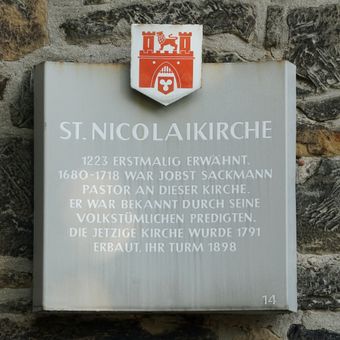 ST. NICOLAIKIRCHE
1223 ERSTMALIG ERWÄHNT.
1680-1718 WAR JOBST SACKMANN
PASTOR AN DIESER KIRCHE.
ER WAR BEKANNT DURCH SEINE
VOLKSTÜMLICHEN PREDIGTEN.
DIE JETZIGE KIRCHE WURDE 1791
ERBAUT, IHR TURM 1898
14